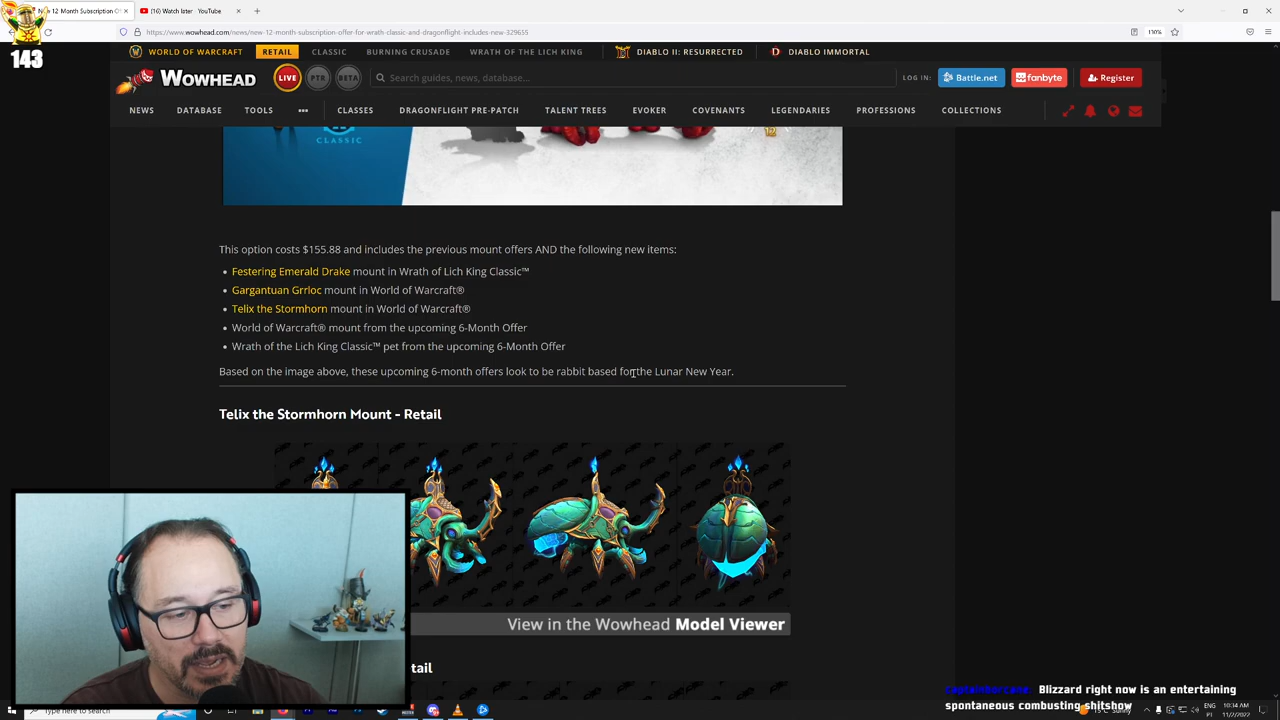 New 12-Month Subscription Of
(16) Watch later - YouTube
143
https://www.wowhead.com/news/new-12-month-subscription-offer-for-wrath-classic-and-dragonflight-includes-new-329655
110%
WORLD OF WARCRAFT RETAIL CLASSIC BURNING CRUSADE WRATH OF THE LICH KING DIABLO II: RESURRECTED DIABLO IMMORTAL
WOWHEAD LIVE PTR BETA Search guides, news, database... LOG IN: Battle.net fanbyte Register
NEWS DATABASE TOOLS ••• CLASSES DRAGONFLIGHT PRE-PATCH TALENT TREES EVOKER COVENANTS LEGENDARIES PROFESSIONS COLLECTIONS
CLASSIC
12
This option costs $155.88 and includes the previous mount offers AND the following new items:
• Festering Emerald Drake mount in Wrath of Lich King Classic™
• Gargantuan Grrloc mount in World of Warcraft®
• Telix the Stormhorn mount in World of Warcraft®
• World of Warcraft® mount from the upcoming 6-Month Offer
• Wrath of the Lich King Classic™ pet from the upcoming 6-Month Offer
Based on the image above, these upcoming 6-month offers look to be rabbit based for the Lunar New Year.
Telix the Stormhorn Mount - Retail
View in the Wowhead Model Viewer
tail
Blizzard right now is an entertaining
spontaneous combusting shitshow
Type here to search
Sunny
ENG
10:34 AM
11/2/2022